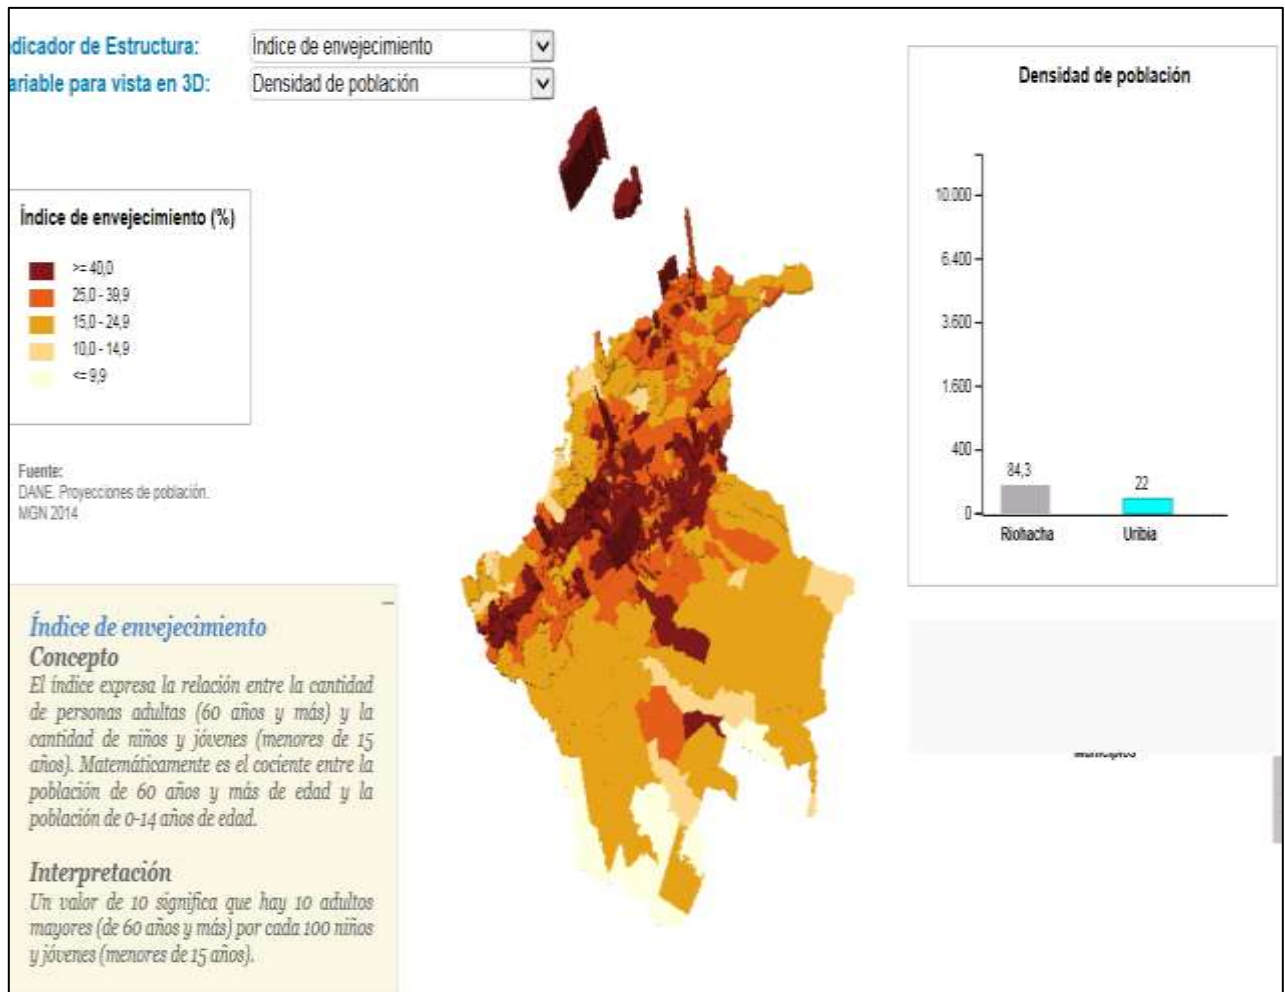 ndicador de Estructura:
Índice de envejecimiento
ariable para vista en 3D:
Densidad de población
Índice de envejecimiento (%)
>= 40,0
25,0 - 39,9
15,0 - 24,9
10,0 - 14,9
<= 9,9
Fuente:
DANE. Proyecciones de población.
MGN 2014
Índice de envejecimiento
Concepto
El índice expresa la relación entre la cantidad
de personas adultas (60 años y más) y la
cantidad de niños y jóvenes (menores de 15
años). Matemáticamente es el cociente entre la
población de 60 años y más de edad y la
población de 0-14 años de edad.
Interpretación
Un valor de 10 significa que hay 10 adultos
mayores (de 60 años y más) por cada 100 niños
y jóvenes (menores de 15 años).
Densidad de población
10.000
6.400
3.600
1.600
400
0
84,3
22
Riohacha
Uribia